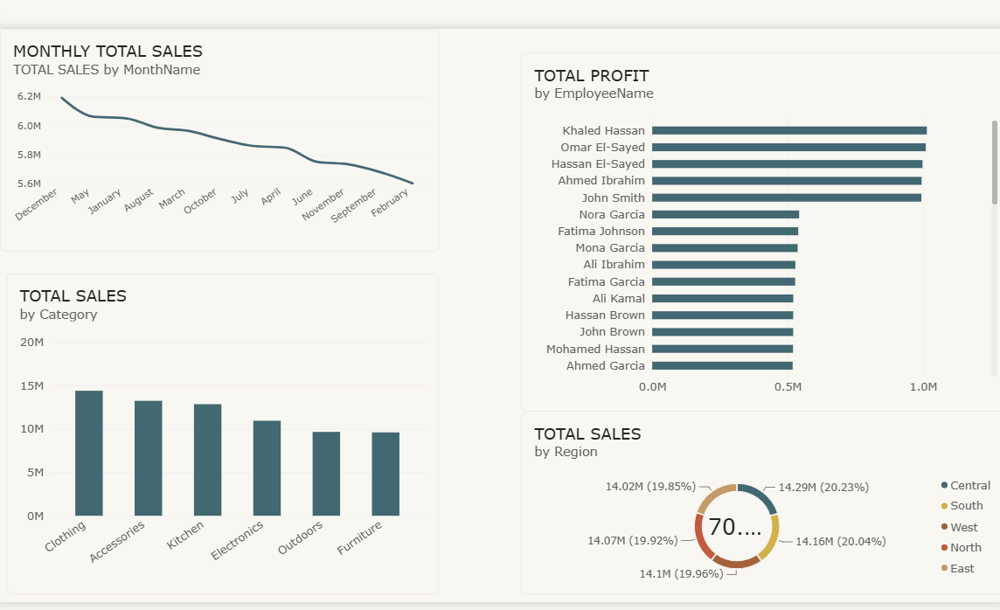 MONTHLY TOTAL SALES
TOTAL SALES by MonthName
6.2M
6.0M
5.8M
5.6M
December May January August March October July April June November September February
TOTAL SALES
by Category
20M
15M
10M
5M
0M
Clothing Accessories Kitchen Electronics Outdoors Furniture
TOTAL PROFIT
by EmployeeName
Khaled Hassan
Omar El-Sayed
Hassan El-Sayed
Ahmed Ibrahim
John Smith
Nora Garcia
Fatima Johnson
Mona Garcia
Ali Ibrahim
Fatima Garcia
Ali Kamal
Hassan Brown
John Brown
Mohamed Hassan
Ahmed Garcia
0.0M 0.5M 1.0M
TOTAL SALES
by Region
14.02M (19.85%) 14.29M (20.23%)
70....
14.07M (19.92%) 14.16M (20.04%)
14.1M (19.96%)
Central
South
West
North
East